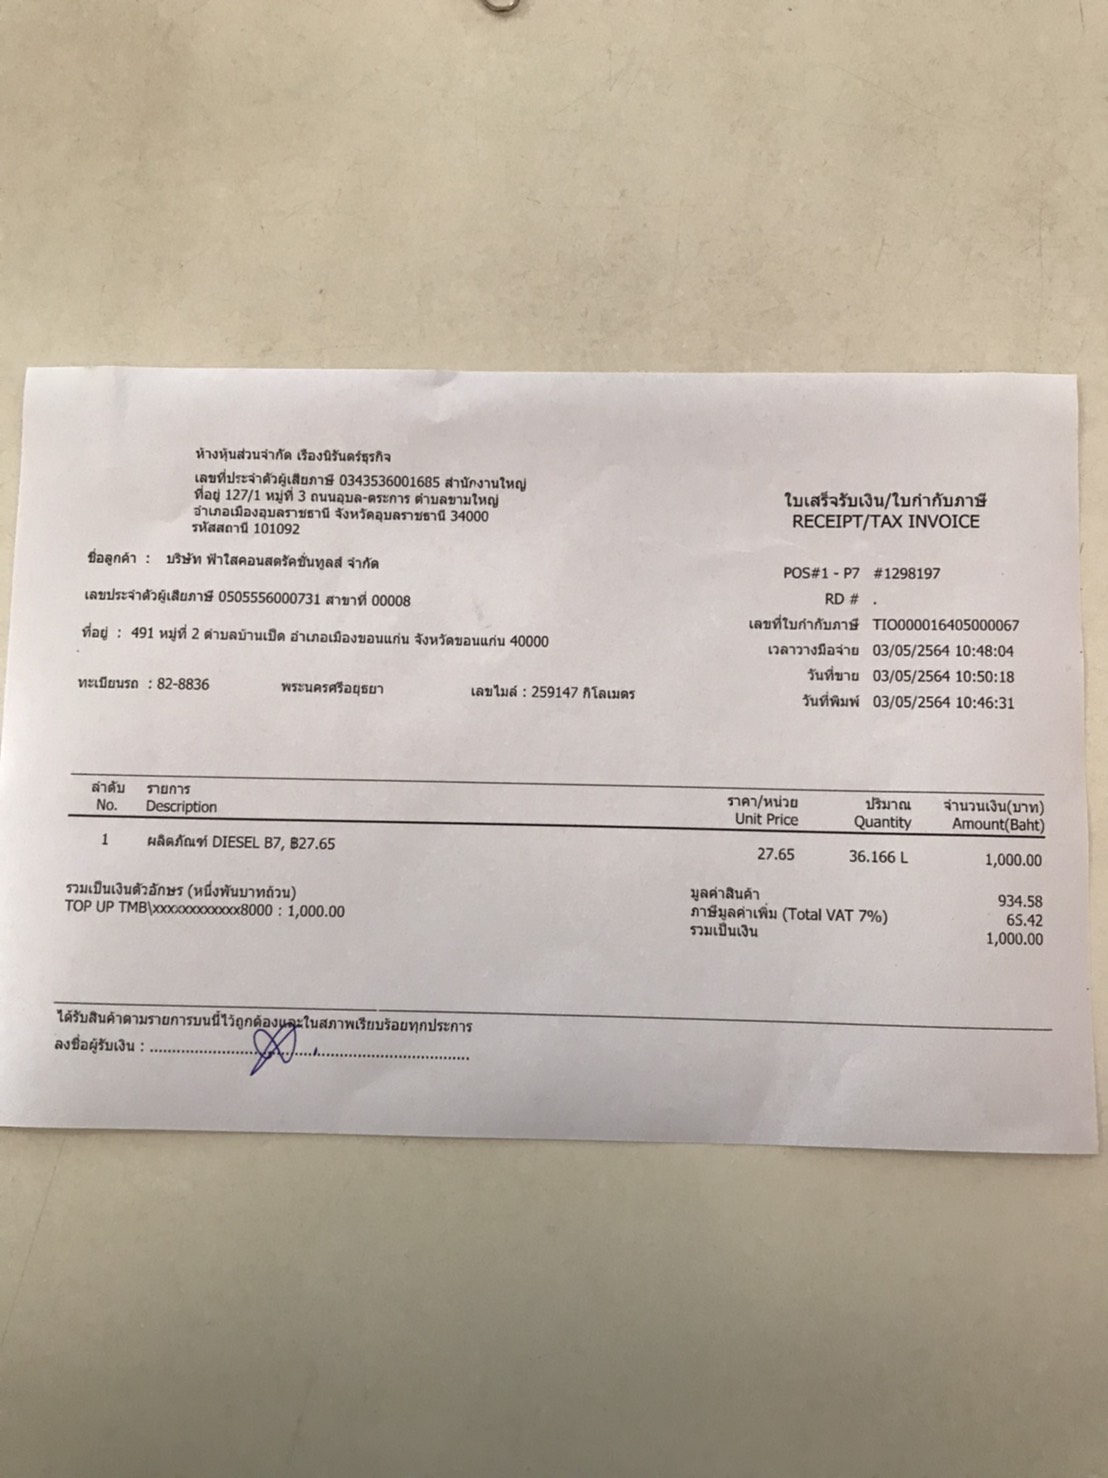 ห้างหุ้นส่วนจำกัด เรืองนิรันดร์ธุรกิจ
เลขที่ประจำตัวผู้เสียภาษี 0343536001685 สำนักงานใหญ่
ที่อยู่ 127/1 หมู่ที่ 3 ถนนอุบล-ตระการ ตำบลขามใหญ่
อำเภอเมืองอุบลราชธานี จังหวัดอุบลราชธานี 34000
รหัสสถานี 101092
ใบเสร็จรับเงิน/ใบกำกับภาษี
RECEIPT/TAX INVOICE
ชื่อลูกค้า : บริษัท ฟ้าใสคอนสตรัคชั่นทูลส์ จำกัด
เลขประจำตัวผู้เสียภาษี 0505556000731 สาขาที่ 00008
ที่อยู่ : 491 หมู่ที่ 2 ตำบลบ้านเป็ด อำเภอเมืองขอนแก่น จังหวัดขอนแก่น 40000
ทะเบียนรถ : 82-8836 พระนครศรีอยุธยา เลขไมล์ : 259147 กิโลเมตร
POS#1 - P7 #1298197
RD # .
เลขที่ใบกำกับภาษี TIO000016405000067
เวลาวางมือจ่าย 03/05/2564 10:48:04
วันที่ขาย 03/05/2564 10:50:18
วันที่พิมพ์ 03/05/2564 10:46:31
ลำดับ รายการ ราคา/หน่วย ปริมาณ จำนวนเงิน(บาท)
No. Description Unit Price Quantity Amount(Baht)
1 ผลิตภัณฑ์ DIESEL B7, ฿27.65 27.65 36.166 L 1,000.00
รวมเป็นเงินตัวอักษร (หนึ่งพันบาทถ้วน)
TOP UP TMB\xxxxxxxxxxxx8000 : 1,000.00
มูลค่าสินค้า 934.58
ภาษีมูลค่าเพิ่ม (Total VAT 7%) 65.42
รวมเป็นเงิน 1,000.00
ได้รับสินค้าตามรายการบนนี้ไว้ถูกต้องและในสภาพเรียบร้อยทุกประการ
ลงชื่อผู้รับเงิน :